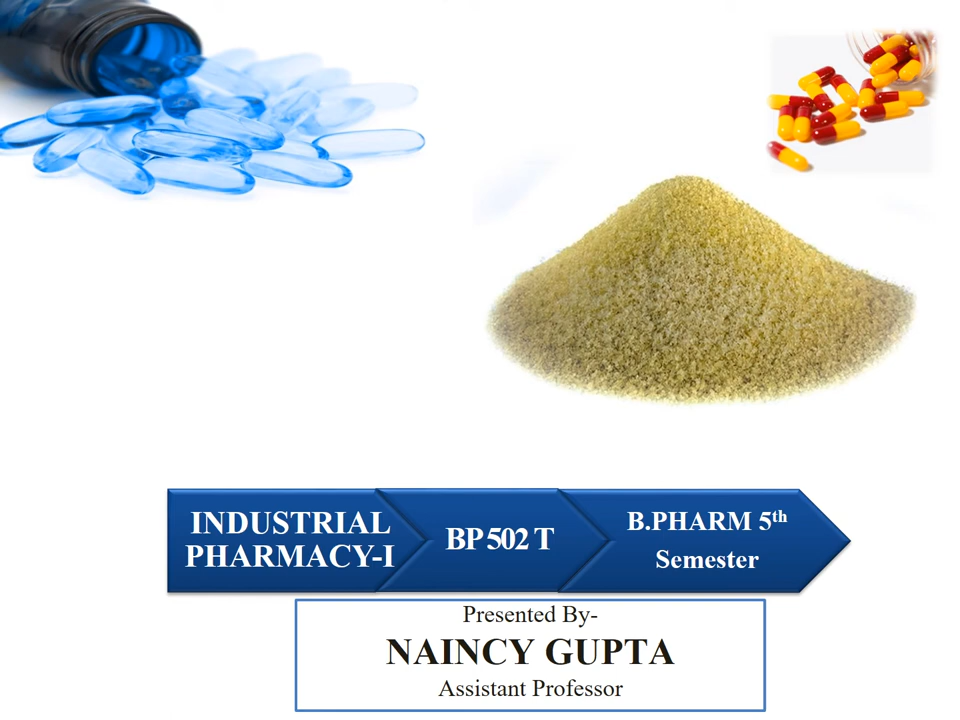 INDUSTRIAL
PHARMACY-I
BP 502 T
B.PHARM 5th
Semester
Presented By-
NAINCY GUPTA
Assistant Professor